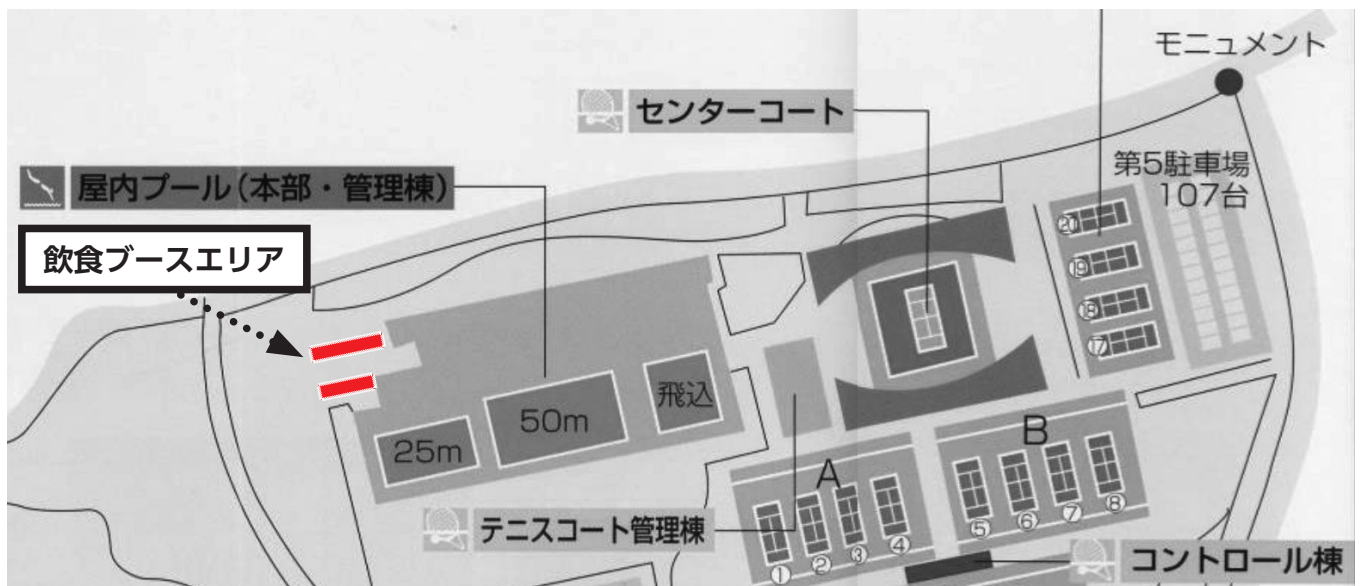 モニュメント
センターコート
第5駐車場
107台
屋内プール(本部・管理棟)
飲食ブースエリア
⑳
⑲
⑱
⑰
飛込
50m
25m
A
B
① ② ③ ④
⑤ ⑥ ⑦ ⑧
テニスコート管理棟
コントロール棟